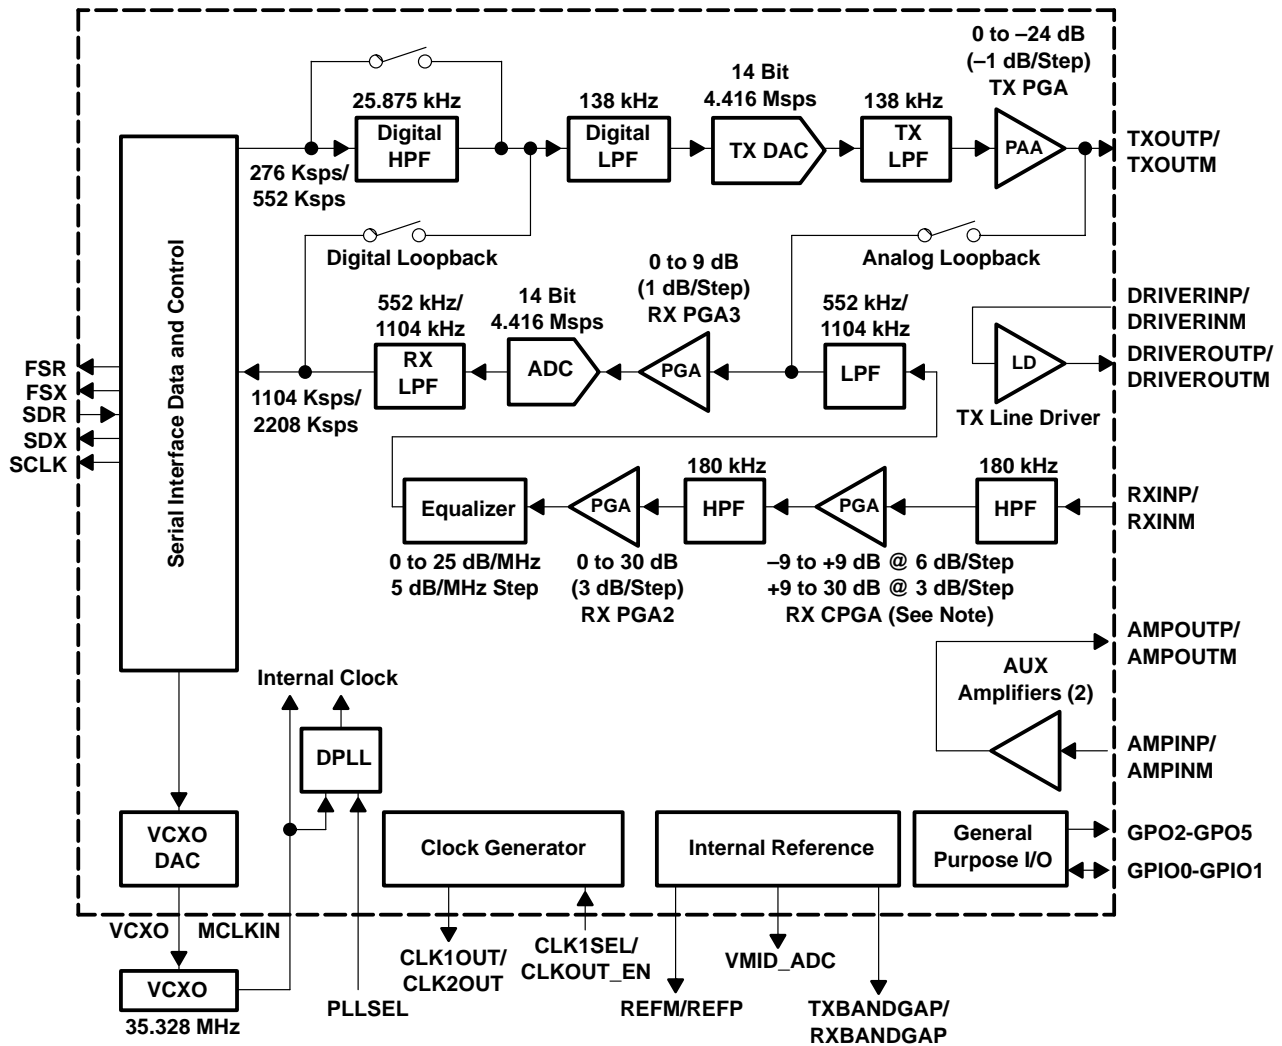 0 to –24 dB
(–1 dB/Step)
TX PGA
14 Bit
4.416 Msps
25.875 kHz
138 kHz
138 kHz
Digital
HPF
Digital
LPF
TX DAC
TX
LPF
PAA
TXOUTP/
TXOUTM
276 Ksps/
552 Ksps
Digital Loopback
Analog Loopback
0 to 9 dB
(1 dB/Step)
RX PGA3
552 kHz/
1104 kHz
14 Bit
4.416 Msps
552 kHz/
1104 kHz
DRIVERINP/
DRIVERINM
DRIVEROUTP/
DRIVEROUTM
RX
LPF
ADC
PGA
LPF
LD
TX Line Driver
1104 Ksps/
2208 Ksps
Serial Interface Data and Control
FSR
FSX
SDR
SDX
SCLK
180 kHz
180 kHz
Equalizer
PGA
HPF
PGA
HPF
RXINP/
RXINM
0 to 25 dB/MHz
5 dB/MHz Step
0 to 30 dB
(3 dB/Step)
RX PGA2
–9 to +9 dB @ 6 dB/Step
+9 to 30 dB @ 3 dB/Step
RX CPGA (See Note)
AMPOUTP/
AMPOUTM
AUX
Amplifiers (2)
AMPINP/
AMPINM
Internal Clock
DPLL
VCXO
DAC
Clock Generator
Internal Reference
General
Purpose I/O
GPO2-GPO5
GPIO0-GPIO1
VCXO
MCLKIN
CLK1OUT/
CLK2OUT
CLK1SEL/
CLKOUT_EN
VMID_ADC
VCXO
35.328 MHz
PLLSEL
REFM/REFP
TXBANDGAP/
RXBANDGAP